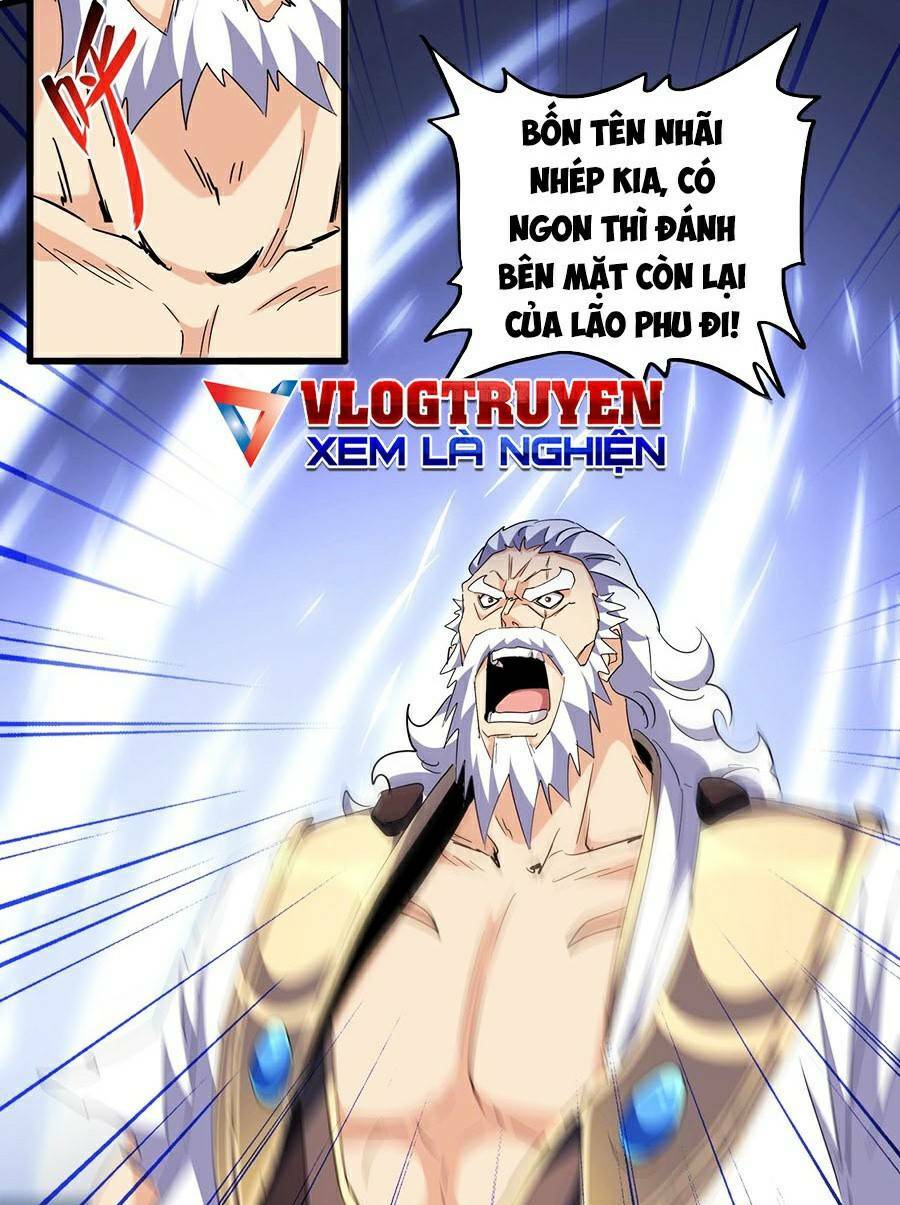 BỐN TÊN NHÃI
NHÉP KIA, CÓ
NGON THÌ ĐÁNH
BÊN MẶT CÒN LẠI
CỦA LÃO PHU ĐI!
VLOGTRUYEN
XEM LÀ NGHIỆN